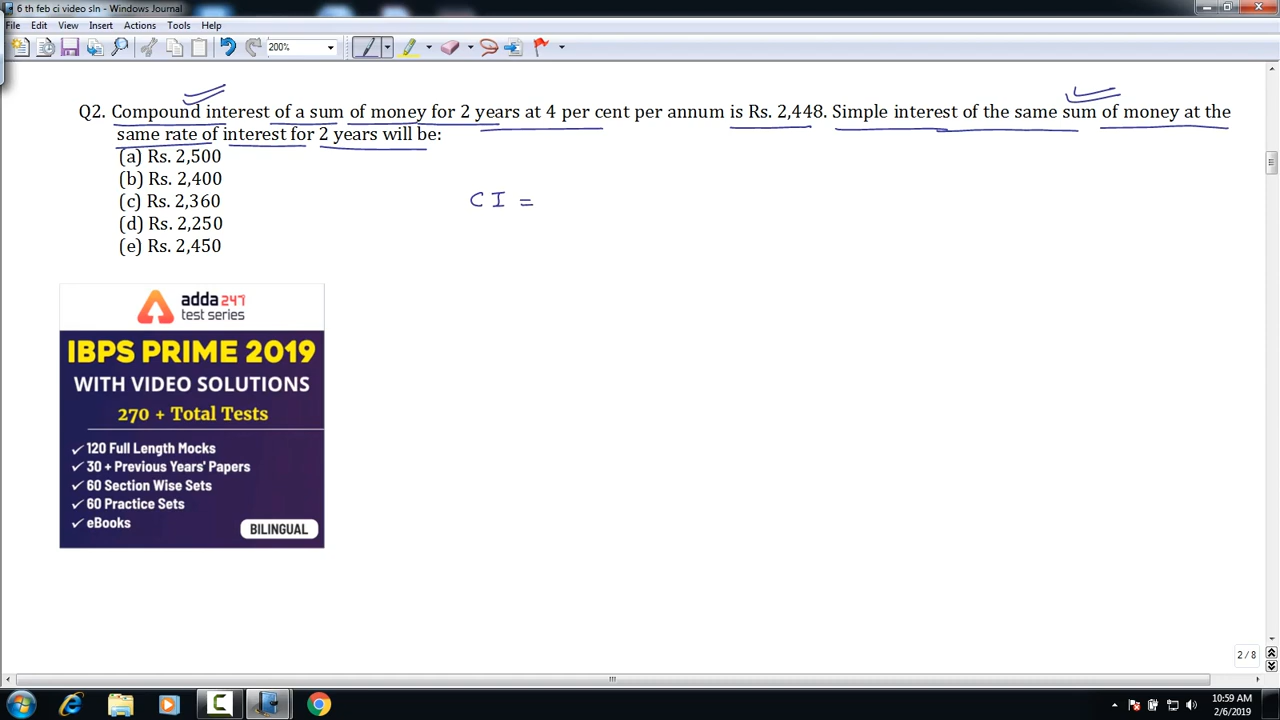 6 th feb ci video sln - Windows Journal
File Edit View Insert Actions Tools Help
200%
Q2. Compound interest of a sum of money for 2 years at 4 per cent per annum is Rs. 2,448. Simple interest of the same sum of money at the
same rate of interest for 2 years will be:
(a) Rs. 2,500
(b) Rs. 2,400
(c) Rs. 2,360
(d) Rs. 2,250
(e) Rs. 2,450
C I =
adda247
test series
IBPS PRIME 2019
WITH VIDEO SOLUTIONS
270 + Total Tests
120 Full Length Mocks
30 + Previous Years' Papers
60 Section Wise Sets
60 Practice Sets
eBooks
BILINGUAL
2 / 8
10:59 AM
2/6/2019